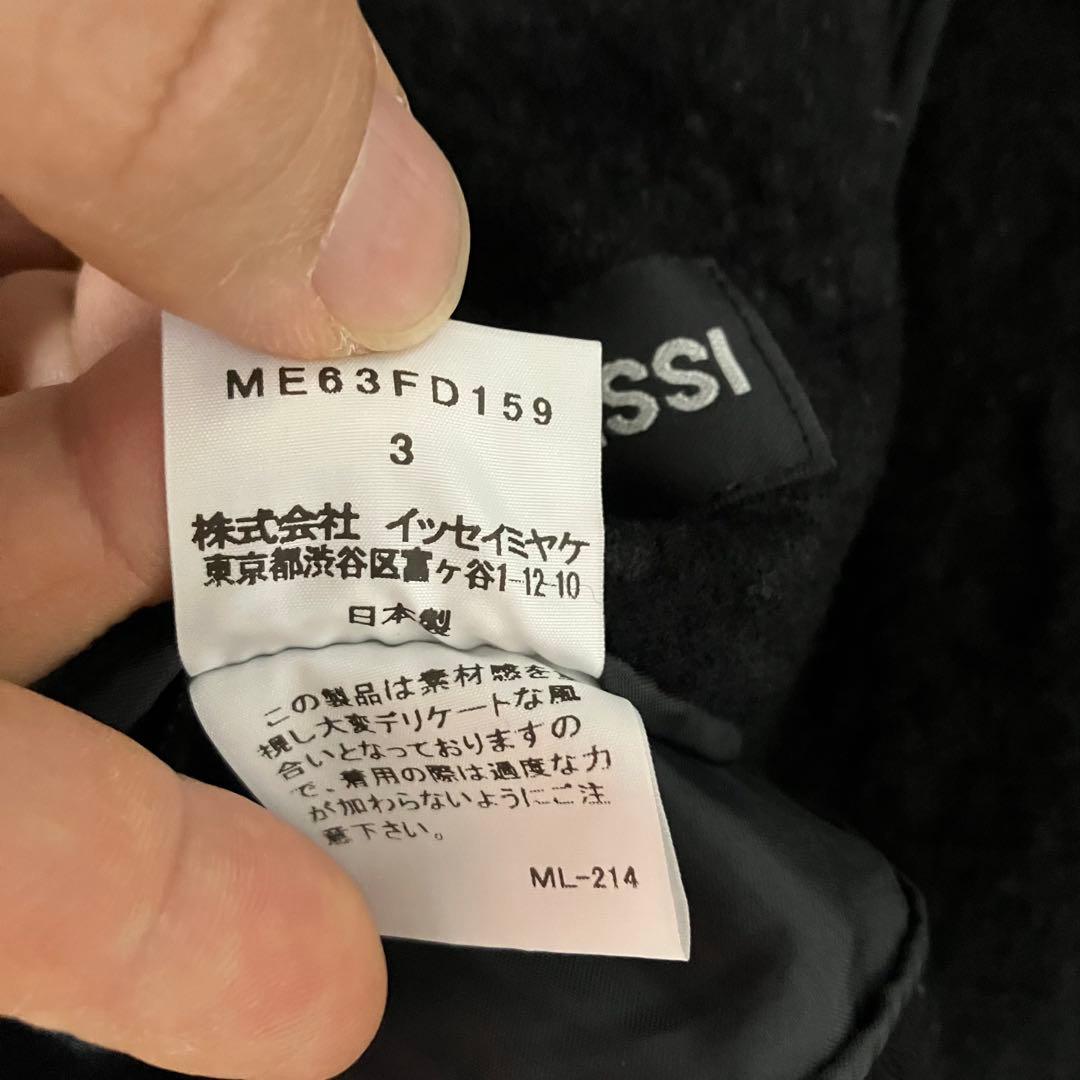 ME63FD159
3
株式会社 イッセイミヤケ
東京都渋谷区富ヶ谷1-12-10
日本製
この製品は素材感を
視し大変デリケートな風
合いとなっておりますの
で、着用の際は過度な力
が加わらないようにご注
意下さい。
ML-214
SSI